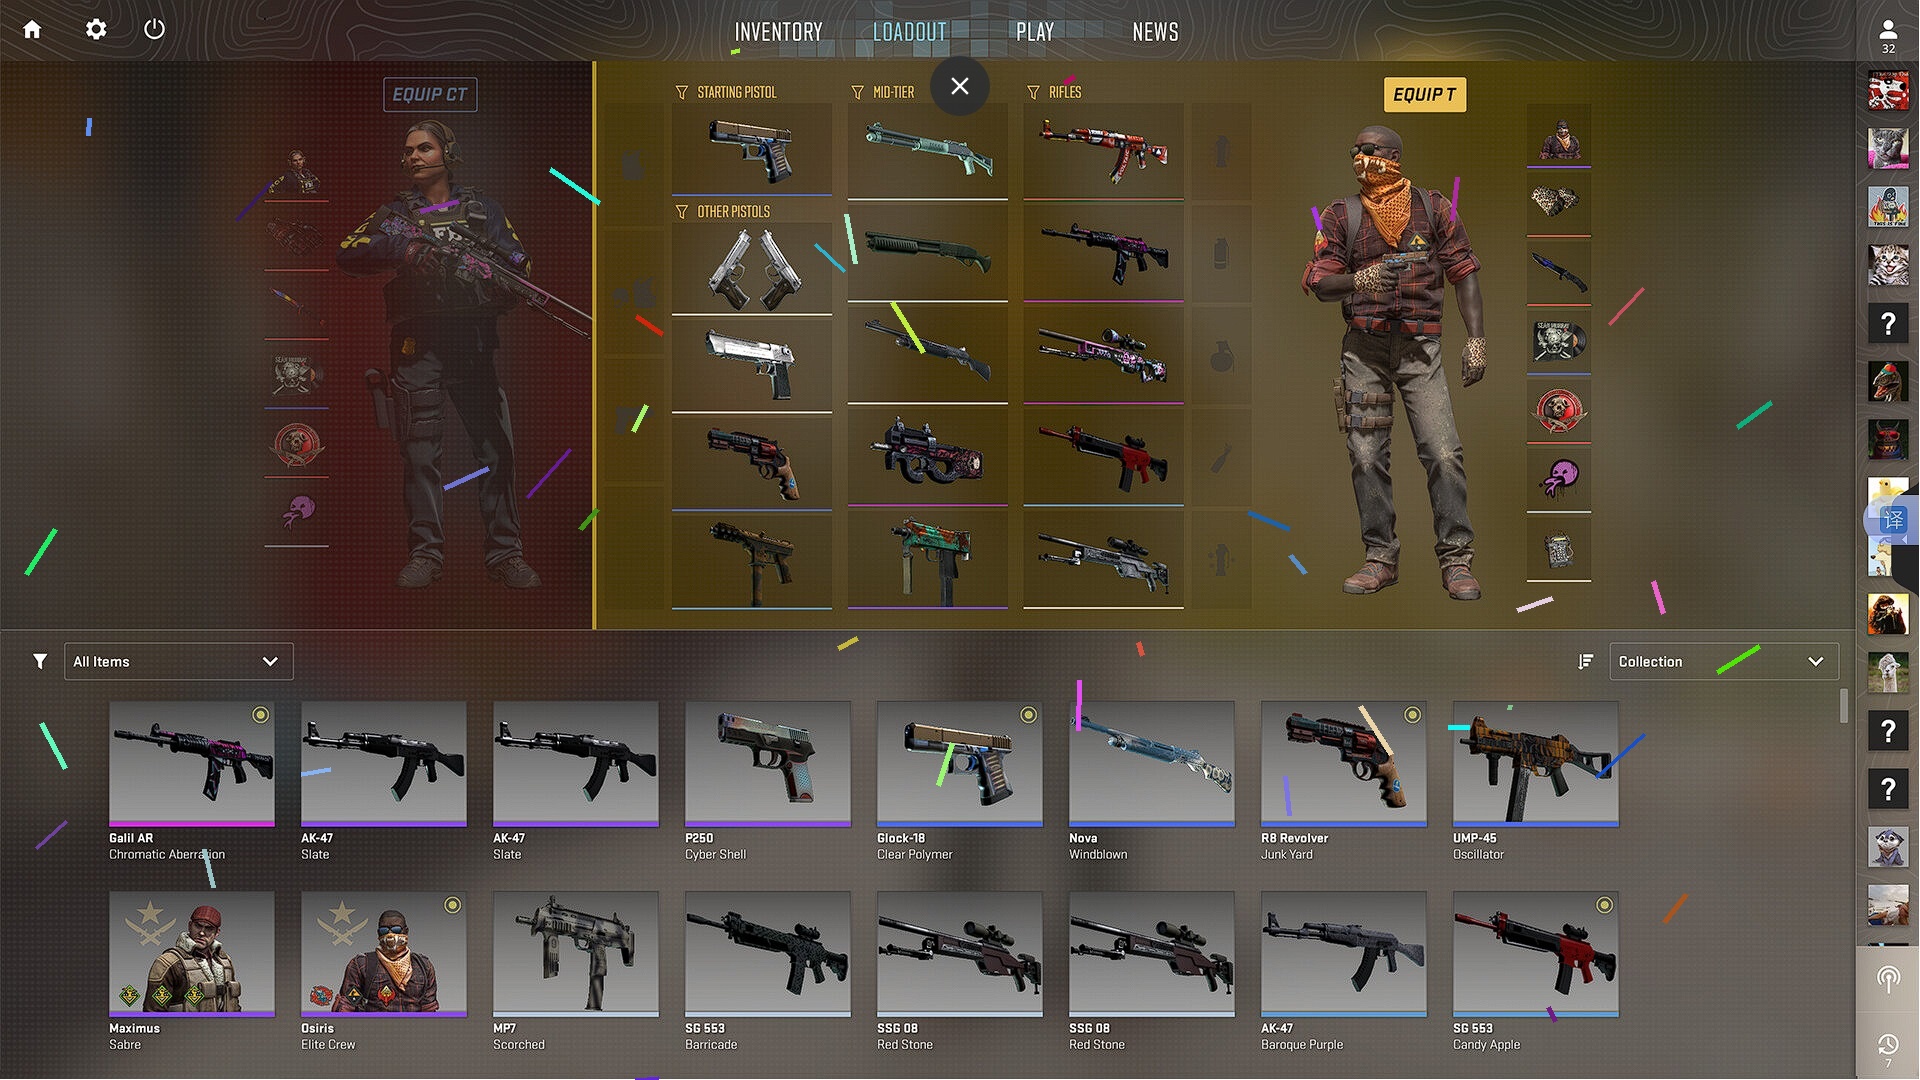 INVENTORY
LOADOUT
PLAY
NEWS
32
EQUIP CT
STARTING PISTOL
MID-TIER
RIFLES
EQUIP T
OTHER PISTOLS
?
译
?
?
All Items
Collection
Galil AR
Chromatic Aberration
AK-47
Slate
AK-47
Slate
P250
Cyber Shell
Glock-18
Clear Polymer
Nova
Windblown
R8 Revolver
Junk Yard
UMP-45
Oscillator
Maximus
Sabre
Osiris
Elite Crew
MP7
Scorched
SG 553
Barricade
SSG 08
Red Stone
SSG 08
Red Stone
AK-47
Baroque Purple
SG 553
Candy Apple
7